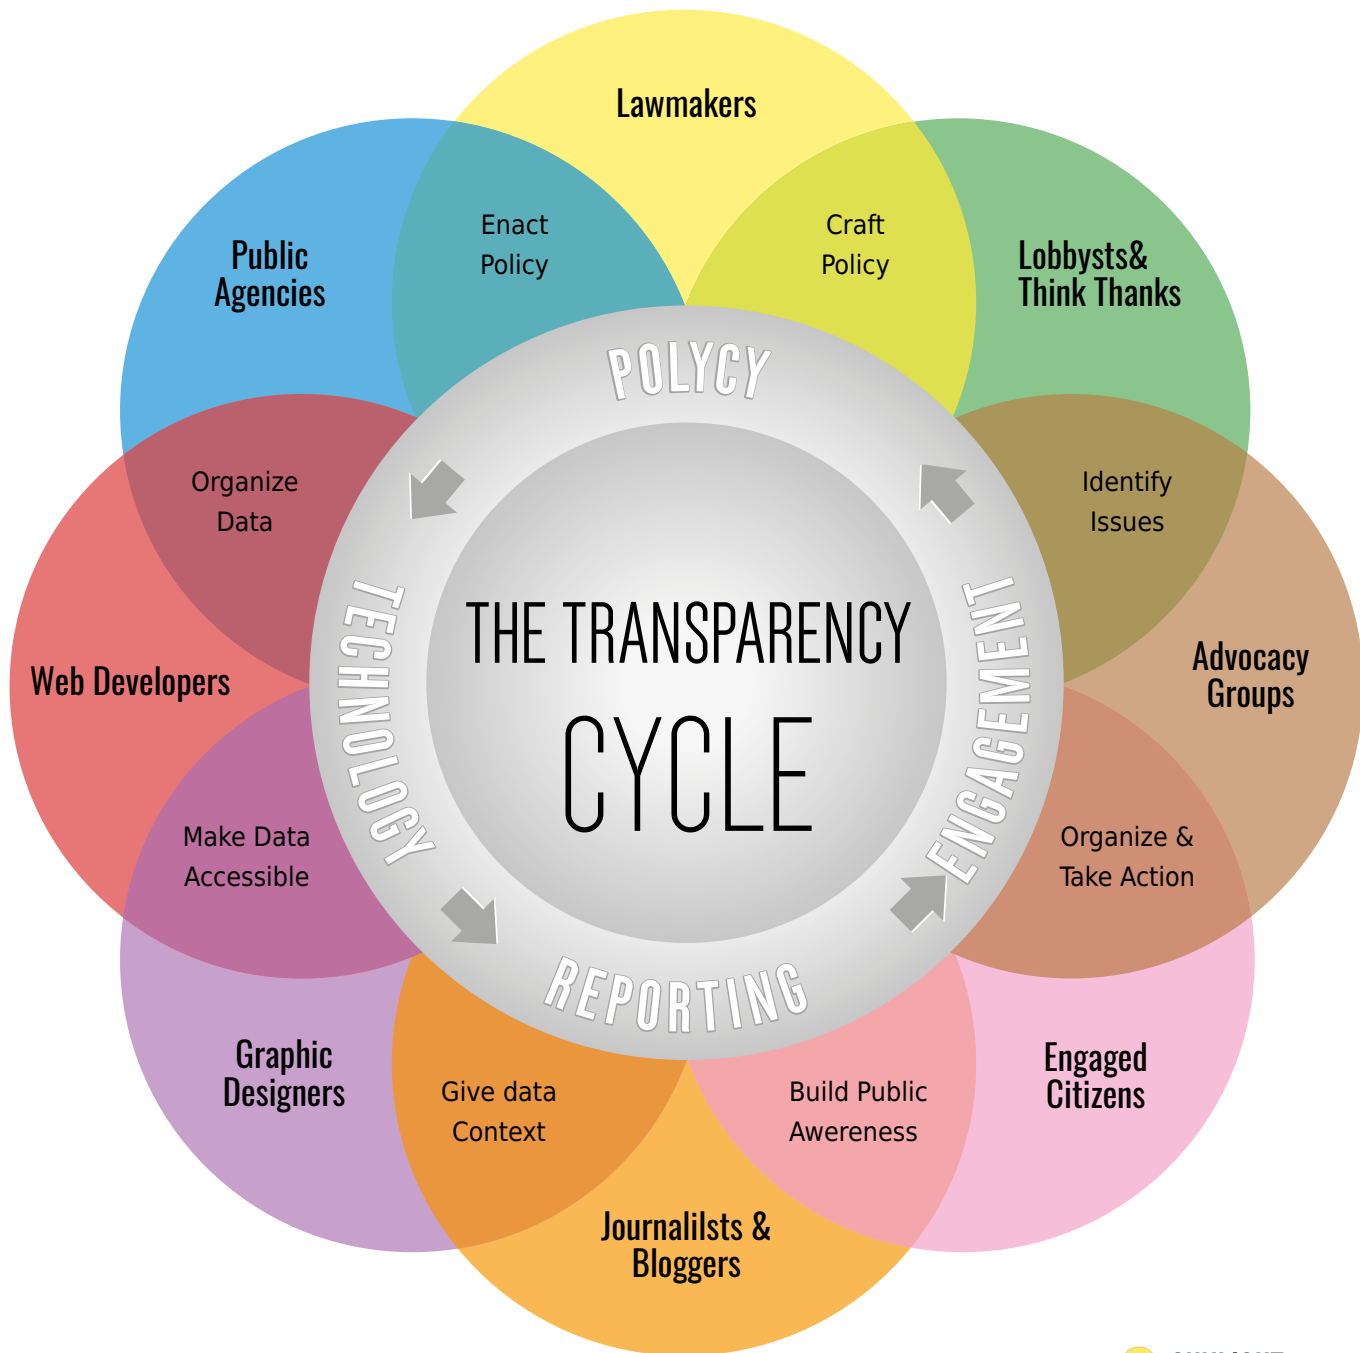 Lawmakers
Enact
Policy
Craft
Policy
Public
Agencies
Lobbysts&
Think Thanks
POLYCY
Organize
Data
Identify
Issues
TECHNOLOGY
ENGAGEMENT
THE TRANSPARENCY
CYCLE
Web Developers
Advocacy
Groups
Make Data
Accessible
Organize &
Take Action
REPORTING
Graphic
Designers
Engaged
Citizens
Give data
Context
Build Public
Awereness
Journalilsts &
Bloggers